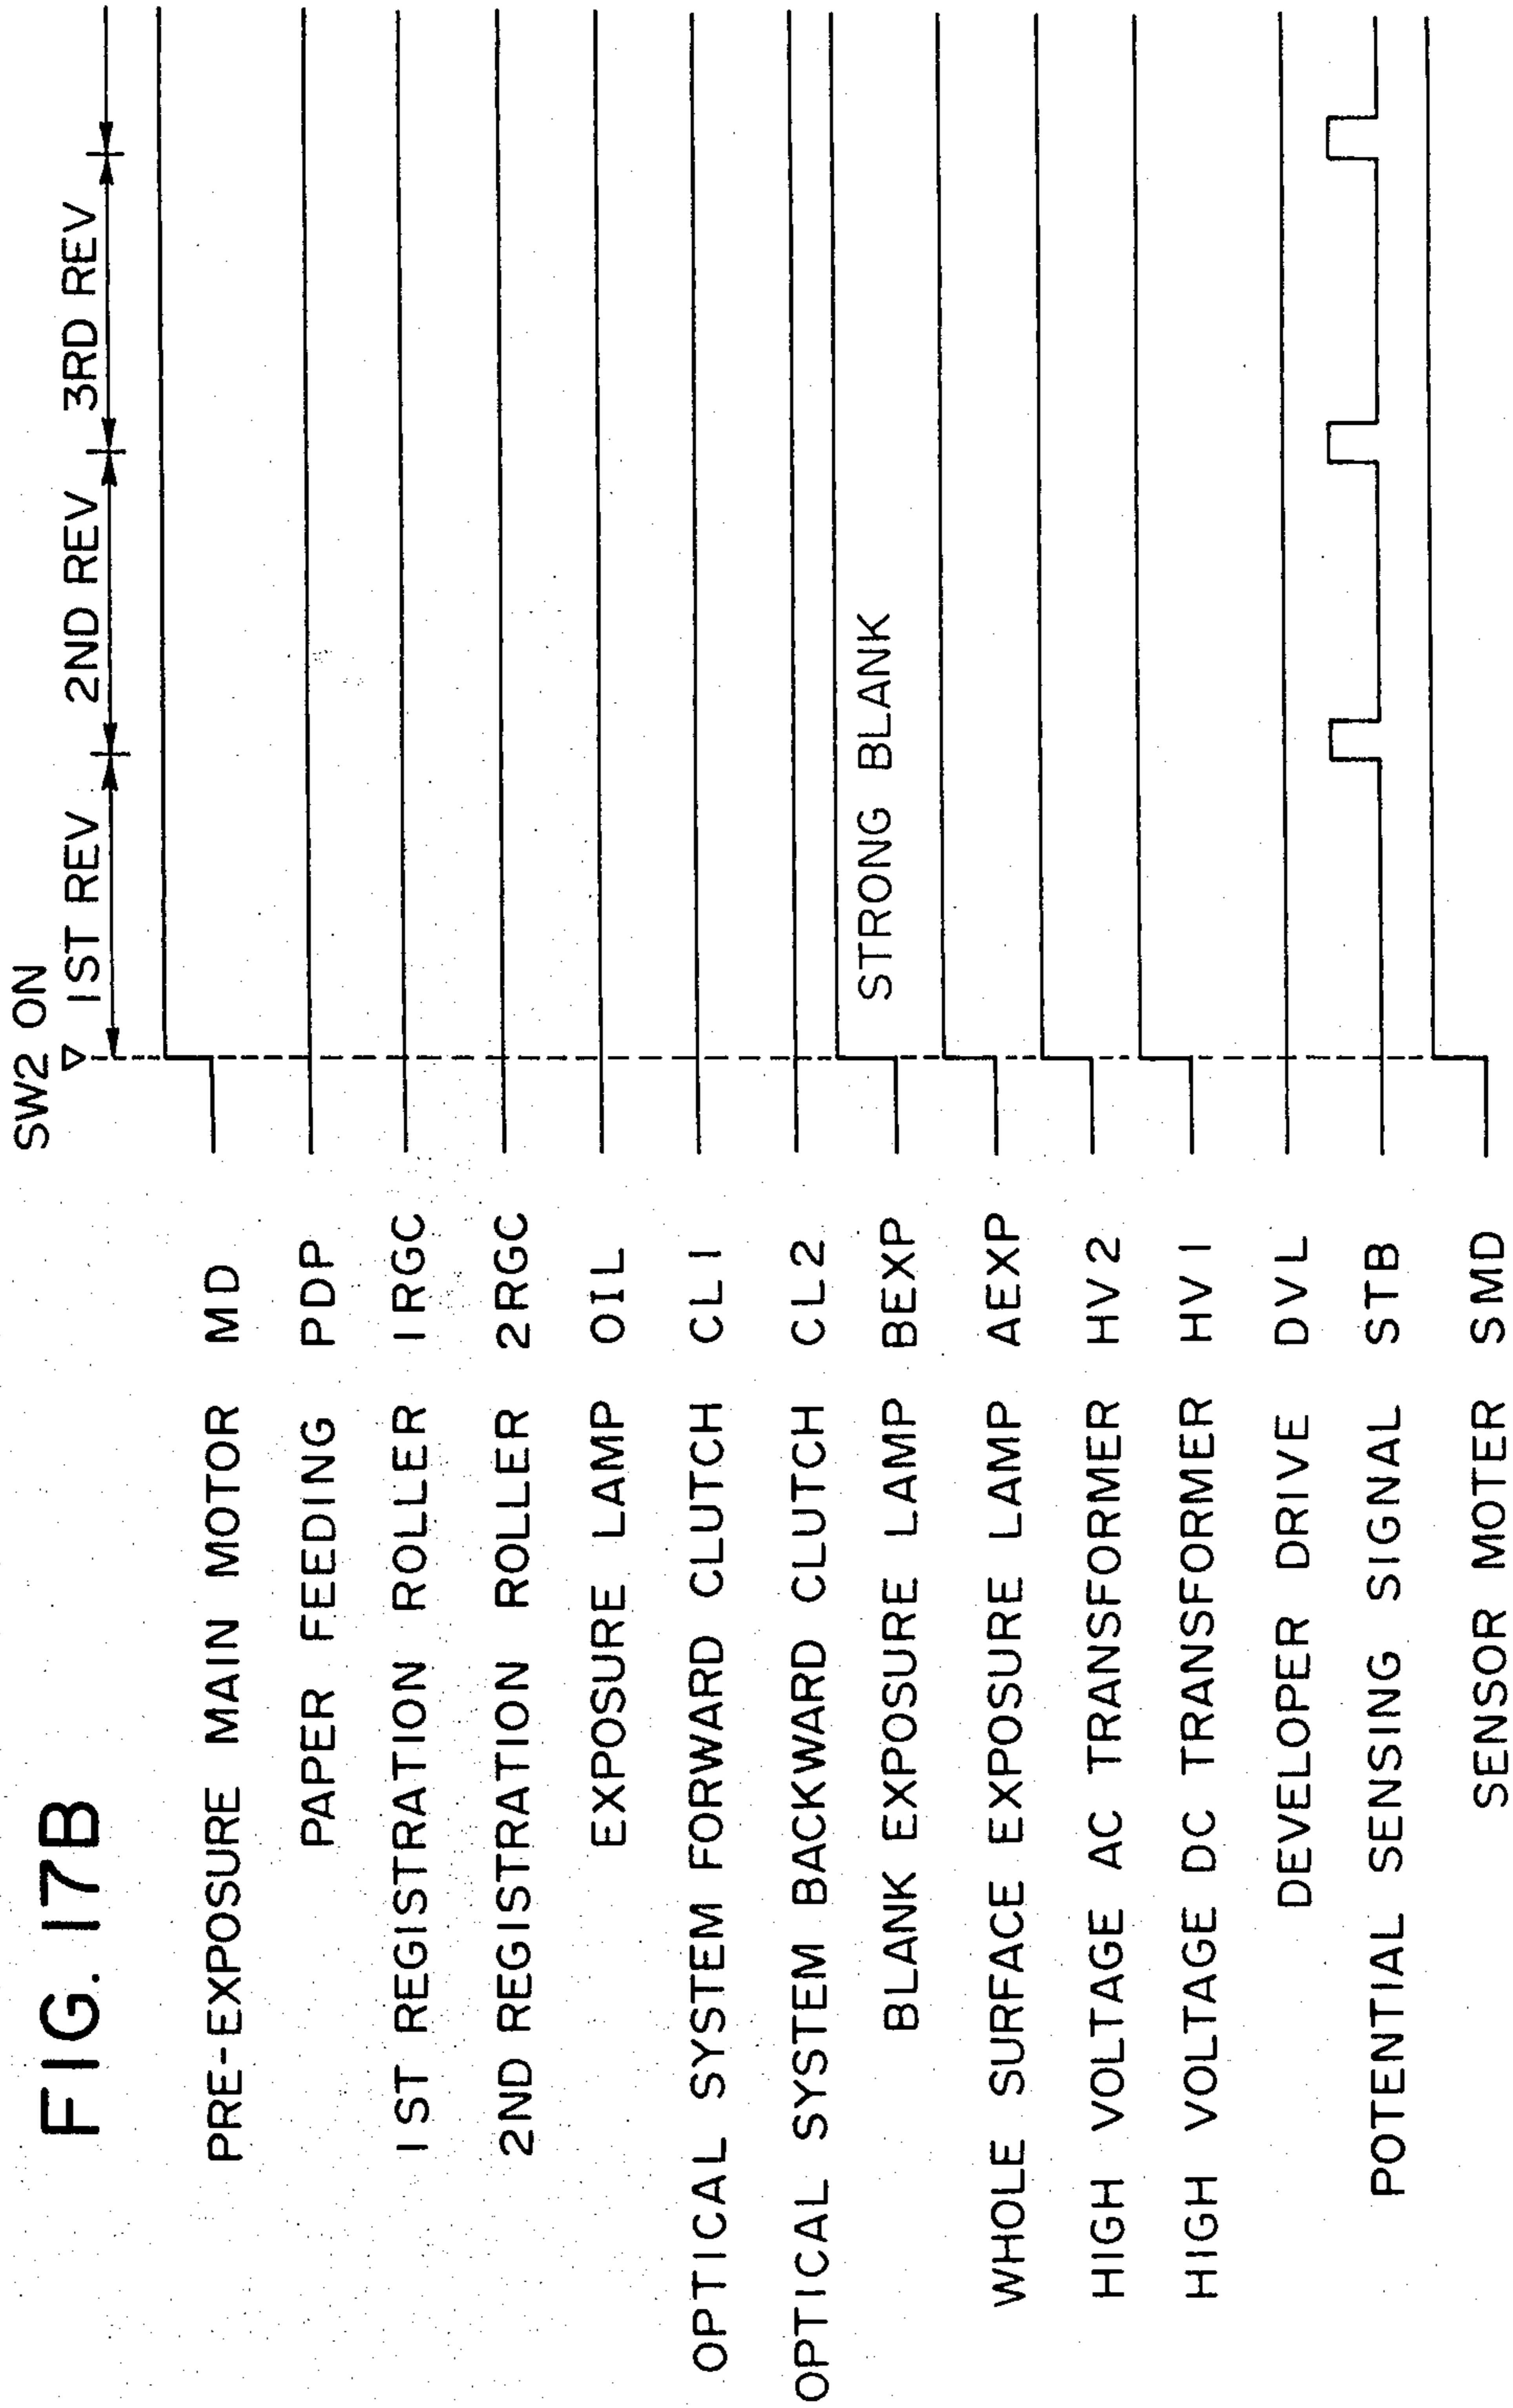 FIG. 17B
SW2 ON
1ST REV 2ND REV 3RD REV
PRE-EXPOSURE MAIN MOTOR MD
PAPER FEEDING PDP
1ST REGISTRATION ROLLER 1RGC
2ND REGISTRATION ROLLER 2RGC
EXPOSURE LAMP OIL
OPTICAL SYSTEM FORWARD CLUTCH CL1
OPTICAL SYSTEM BACKWARD CLUTCH CL2
BLANK EXPOSURE LAMP BEXP
STRONG BLANK
WHOLE SURFACE EXPOSURE LAMP AEXP
HIGH VOLTAGE AC TRANSFORMER HV2
HIGH VOLTAGE DC TRANSFORMER HV1
DEVELOPER DRIVE DVL
POTENTIAL SENSING SIGNAL STB
SENSOR MOTER SMD